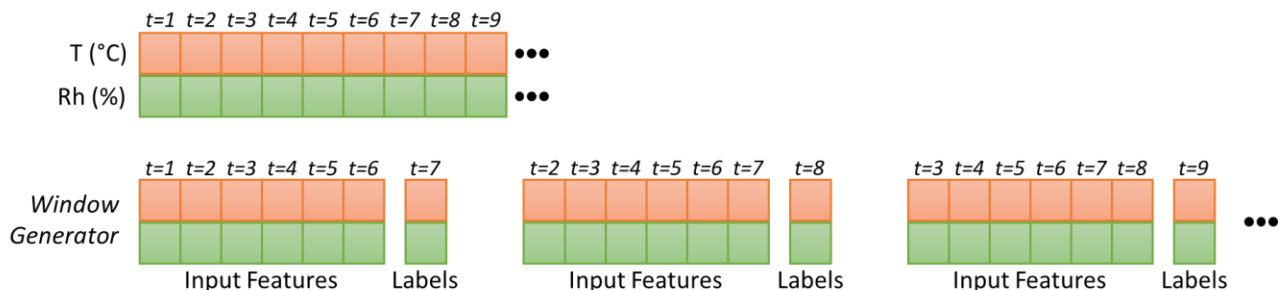 t=1 t=2 t=3 t=4 t=5 t=6 t=7 t=8 t=9
T (°C) •••
Rh (%) •••
t=1 t=2 t=3 t=4 t=5 t=6 t=7 t=2 t=3 t=4 t=5 t=6 t=7 t=8 t=3 t=4 t=5 t=6 t=7 t=8 t=9
Window
Generator •••
Input Features Labels Input Features Labels Input Features Labels